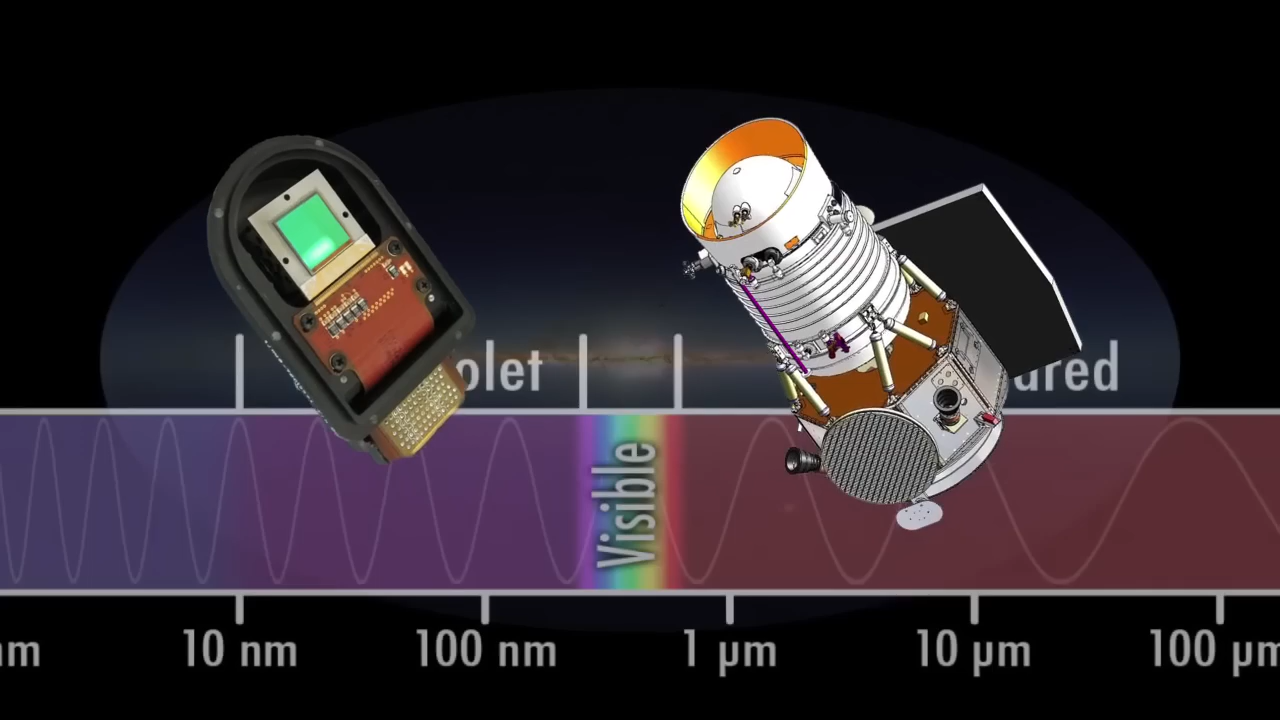 olet
ared
Visible
nm
10 nm
100 nm
1 µm
10 µm
100 µm